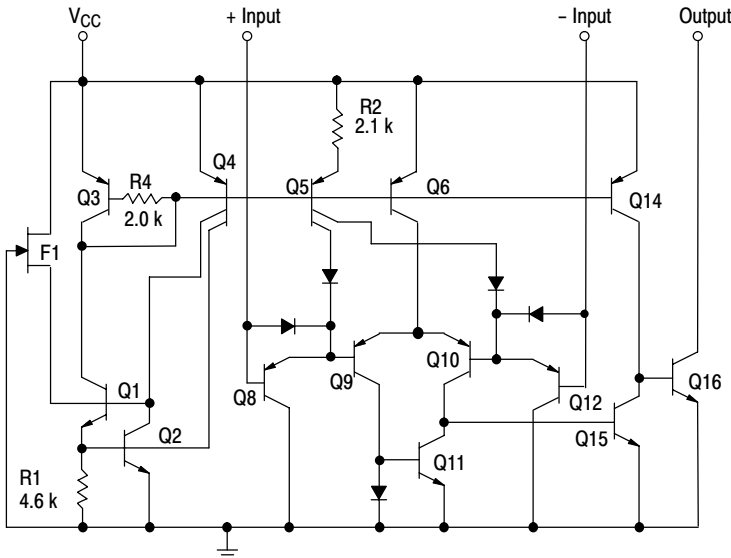 VCC
+ Input
− Input
Output
R2
2.1 k
Q4
Q3
R4
2.0 k
Q5
Q6
Q14
F1
Q1
Q2
Q8
Q9
Q10
Q12
Q16
Q15
Q11
R1
4.6 k